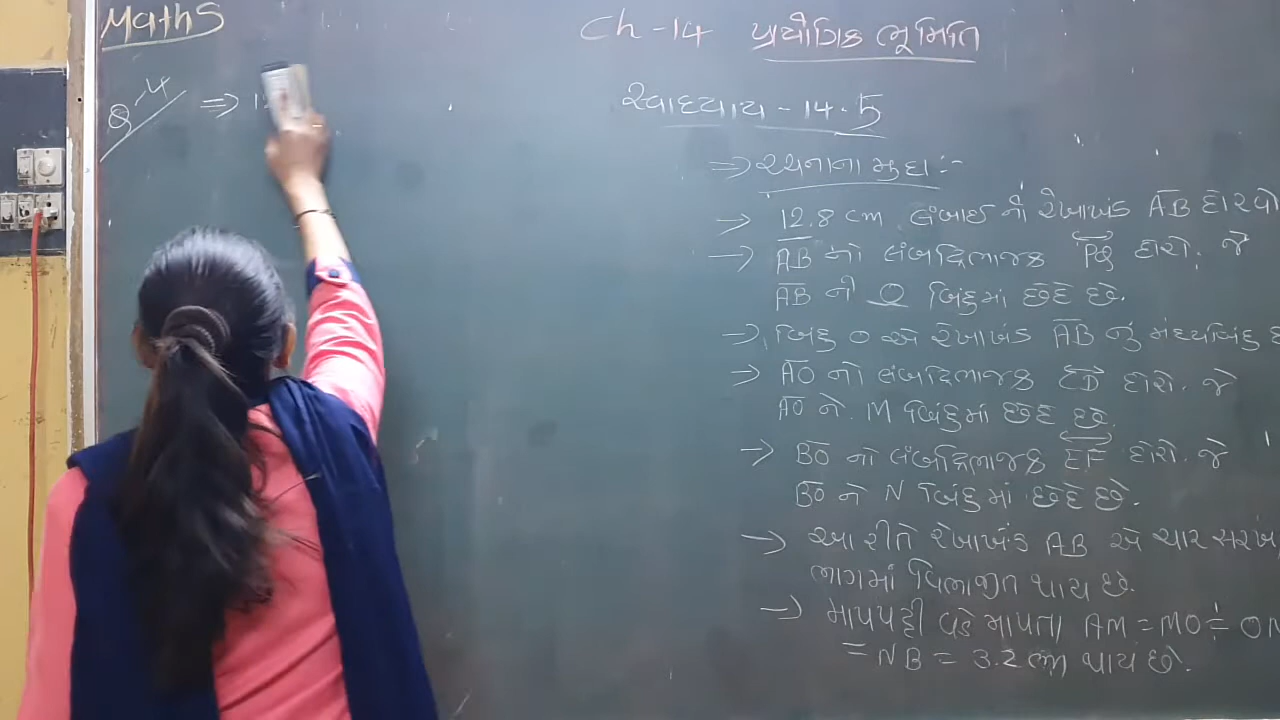 Maths
Ch - 14 પ્રાયોગિક ભૂમિતિ
Q-4 ⇒ 1
સ્વાધ્યાય - 14.5
⇒ રચનાના મુદ્દા :-
→ 12.8 cm લંબાઈ નો રેખાખંડ AB દોરવો
→ AB નો લંબદ્વિભાજક PQ દોરો. જે
AB ની O બિંદુમાં છેદે છે.
→ બિંદુ O એ રેખાખંડ AB નું મધ્યબિંદુ
→ AO નો લંબદ્વિભાજક CD દોરો. જે
AO ને M બિંદુમાં છેદે છે.
→ BO નો લંબદ્વિભાજક EF દોરો. જે
BO ને N બિંદુમાં છેદે છે.
→ આ રીતે રેખાખંડ AB એ ચાર સરખ
ભાગમાં વિભાજીત થાય છે.
→ માપપટ્ટી વડે માપતા AM = MO = ON
= NB = 3.2 થાય છે.